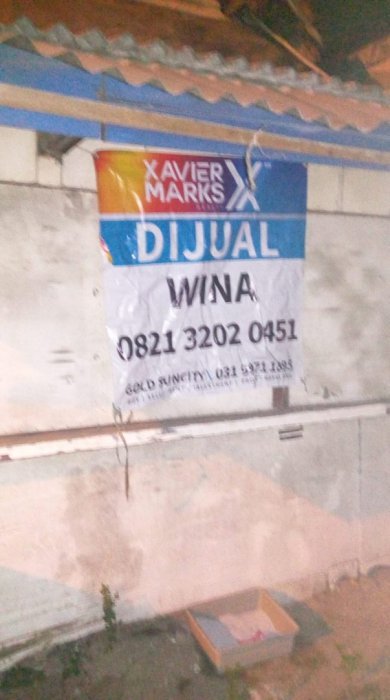 XAVIER
MARKS
DIJUAL
WINA
0821 3202 0451
GOLD SUNCITY